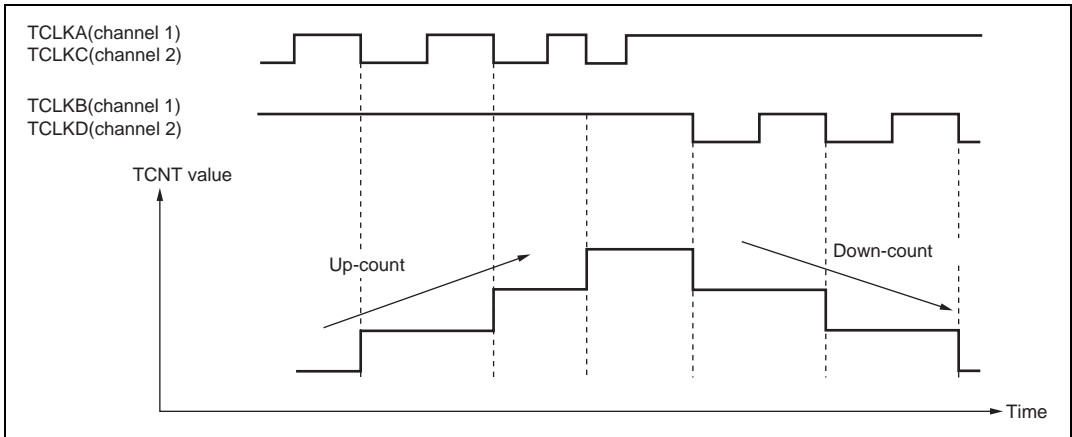 TCLKA(channel 1)
TCLKC(channel 2)
TCLKB(channel 1)
TCLKD(channel 2)
TCNT value
Up-count
Down-count
Time